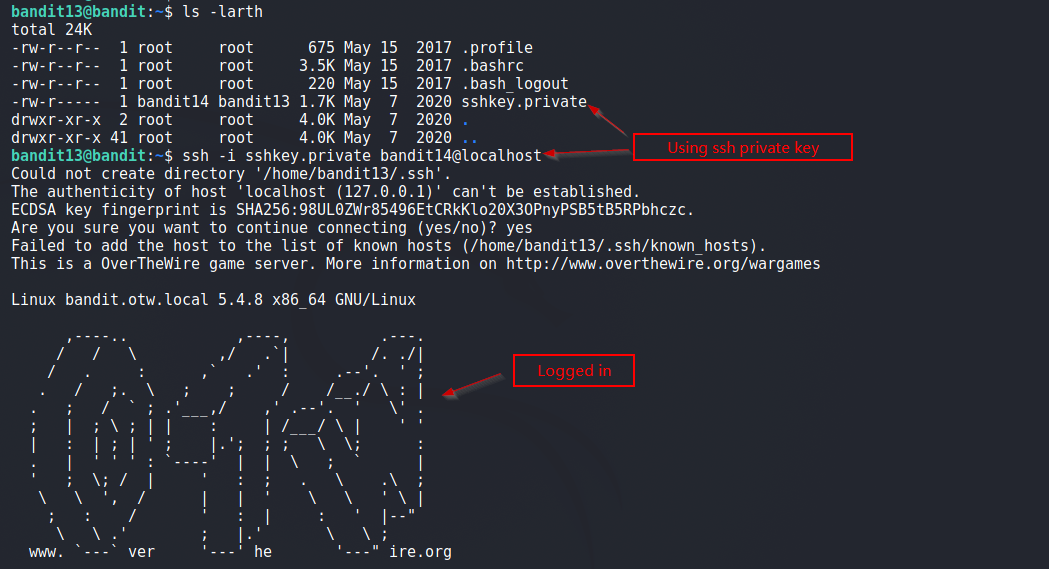 bandit13@bandit:~$ ls -larth
total 24K
-rw-r--r--  1 root     root      675 May 15  2017 .profile
-rw-r--r--  1 root     root     3.5K May 15  2017 .bashrc
-rw-r--r--  1 root     root      220 May 15  2017 .bash_logout
-rw-r-----  1 bandit14 bandit13 1.7K May  7  2020 sshkey.private
drwxr-xr-x  2 root     root     4.0K May  7  2020 .
drwxr-xr-x 41 root     root     4.0K May  7  2020 ..
Using ssh private key
bandit13@bandit:~$ ssh -i sshkey.private bandit14@localhost
Could not create directory '/home/bandit13/.ssh'.
The authenticity of host 'localhost (127.0.0.1)' can't be established.
ECDSA key fingerprint is SHA256:98UL0ZWr85496EtCRkKlo20X3OPnyPSB5tB5RPbhczc.
Are you sure you want to continue connecting (yes/no)? yes
Failed to add the host to the list of known hosts (/home/bandit13/.ssh/known_hosts).
This is a OverTheWire game server. More information on http://www.overthewire.org/wargames
Linux bandit.otw.local 5.4.8 x86_64 GNU/Linux
Logged in
www. `---` ver     '---' he       '---" ire.org